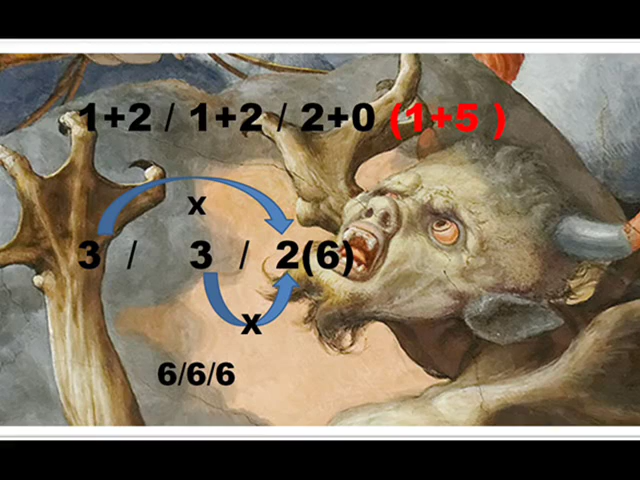 1+2 / 1+2 / 2+0 (1+5 )
x
3 / 3 / 2(6)
x
6/6/6